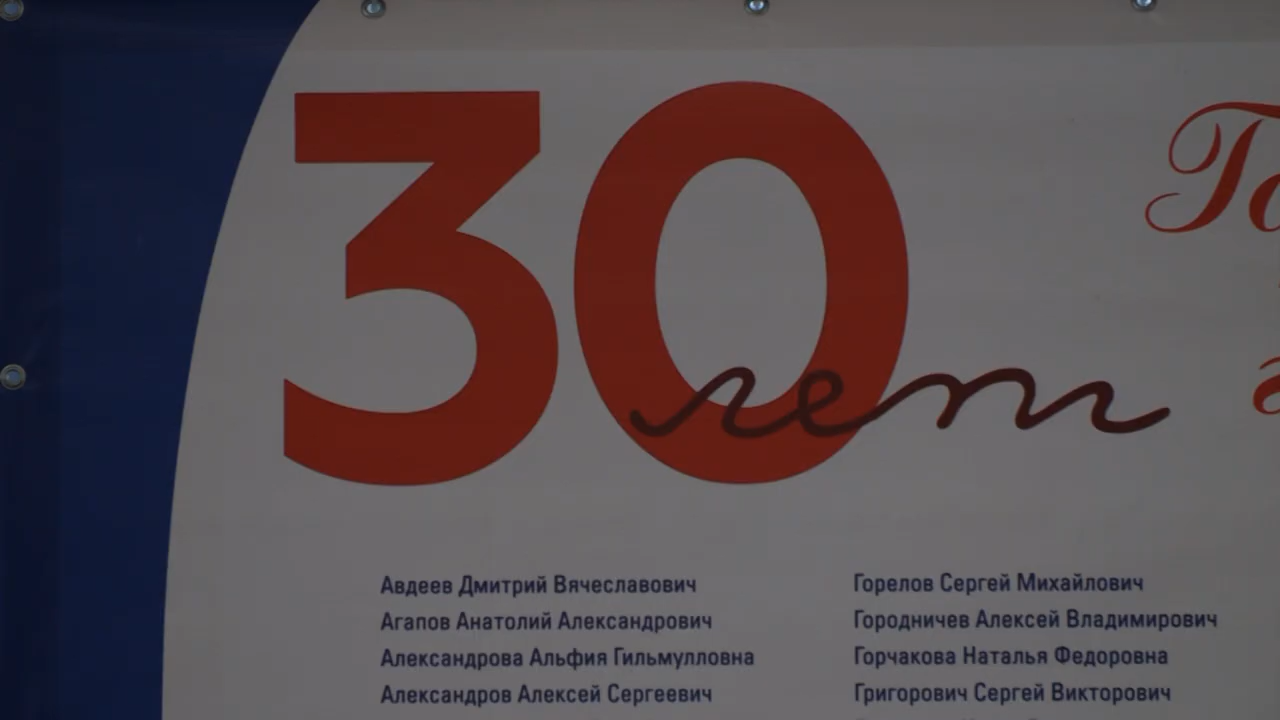 30
лет
Авдеев Дмитрий Вячеславович
Агапов Анатолий Александрович
Александрова Альфия Гильмулловна
Александров Алексей Сергеевич
Горелов Сергей Михайлович
Городничев Алексей Владимирович
Горчакова Наталья Федоровна
Григорович Сергей Викторович